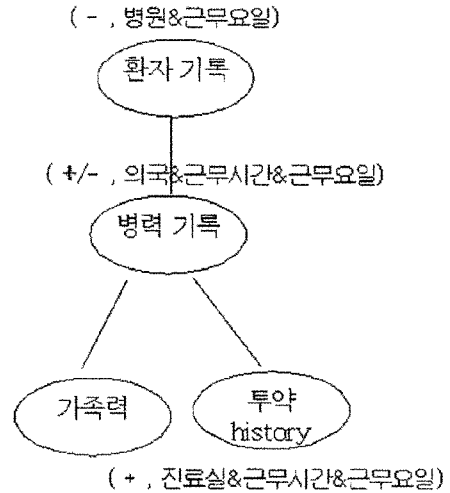 ( - , 병원&근무요일)
환자 기록
( +/- , 의국&근무시간&근무요일)
병력 기록
가족력
투약
history
( + , 진료실&근무시간&근무요일)